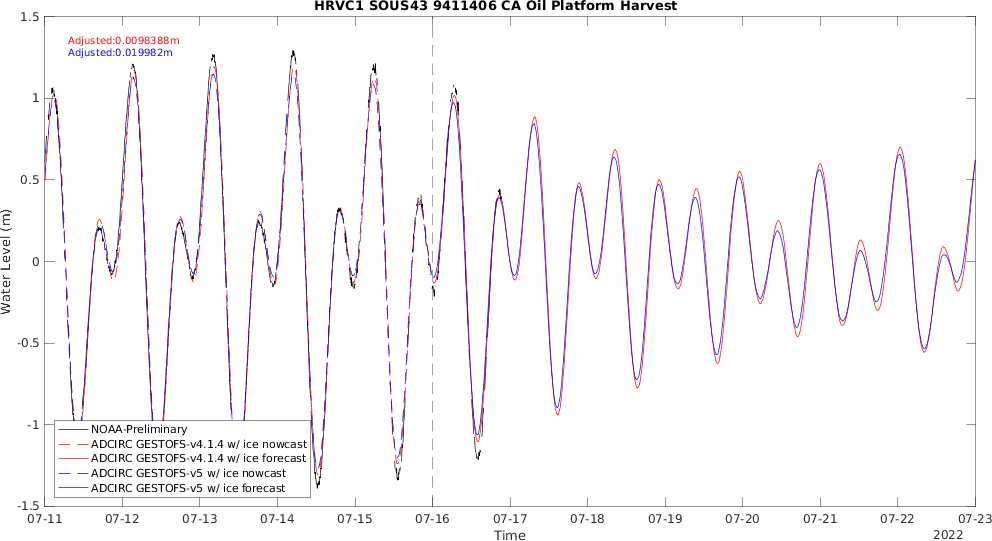 HRVC1 SOUS43 9411406 CA Oil Platform Harvest
Adjusted:0.0098388m
Adjusted:0.019982m
1.5
1
0.5
0
-0.5
-1
-1.5
Water Level (m)
NOAA-Preliminary
ADCIRC GESTOFS-v4.1.4 w/ ice nowcast
ADCIRC GESTOFS-v4.1.4 w/ ice forecast
ADCIRC GESTOFS-v5 w/ ice nowcast
ADCIRC GESTOFS-v5 w/ ice forecast
07-11 07-12 07-13 07-14 07-15 07-16 07-17 07-18 07-19 07-20 07-21 07-22 07-23
Time
2022